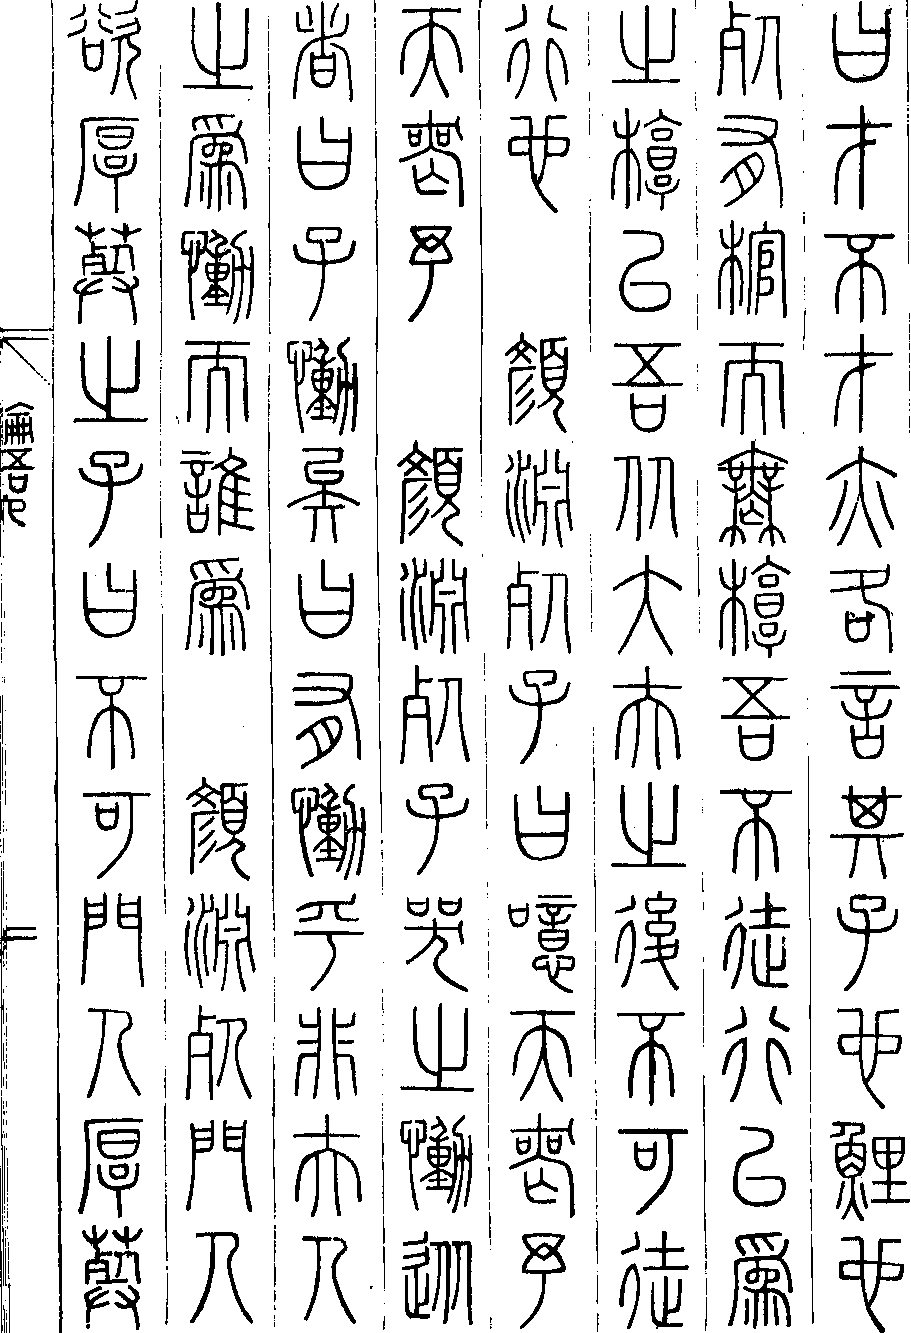 曰才不才亦各言其子也鯉也
死有棺而無椁吾不徒行以為
之椁以吾从大夫之後不可徒
行也 顏淵死子曰噫天喪予
天喪予 顏淵死子哭之慟從
者曰子慟矣曰有慟乎非夫人
之為慟而誰為 顏淵死門人
欲厚葬之子曰不可門人厚葬